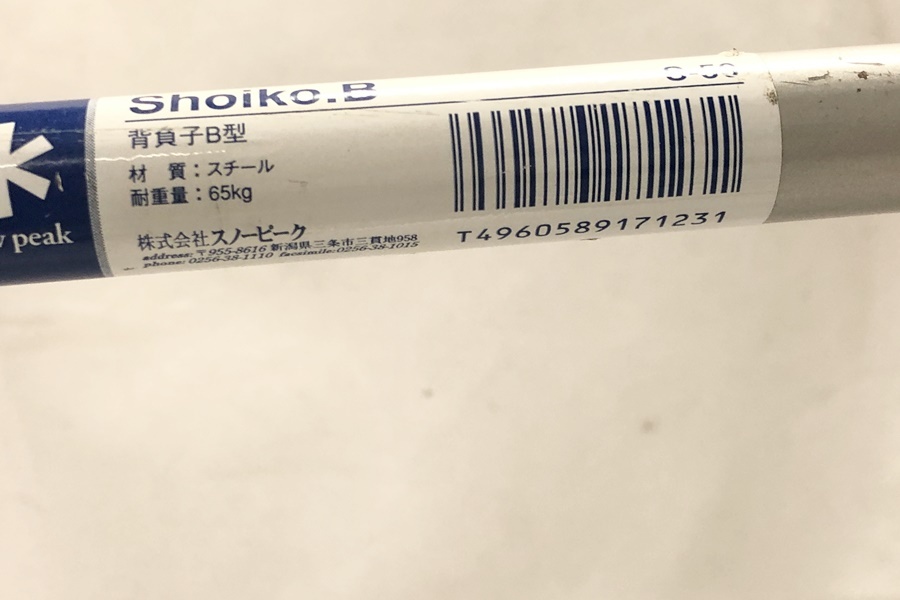 Shoiko.B
背負子B型
材　質：スチール
耐重量：65kg
株式会社スノーピーク
address: 〒955-8616 新潟県三条市三貫地958
phone: 0256-38-1110 facsimile: 0256-38-1015
T4960589171231
peak